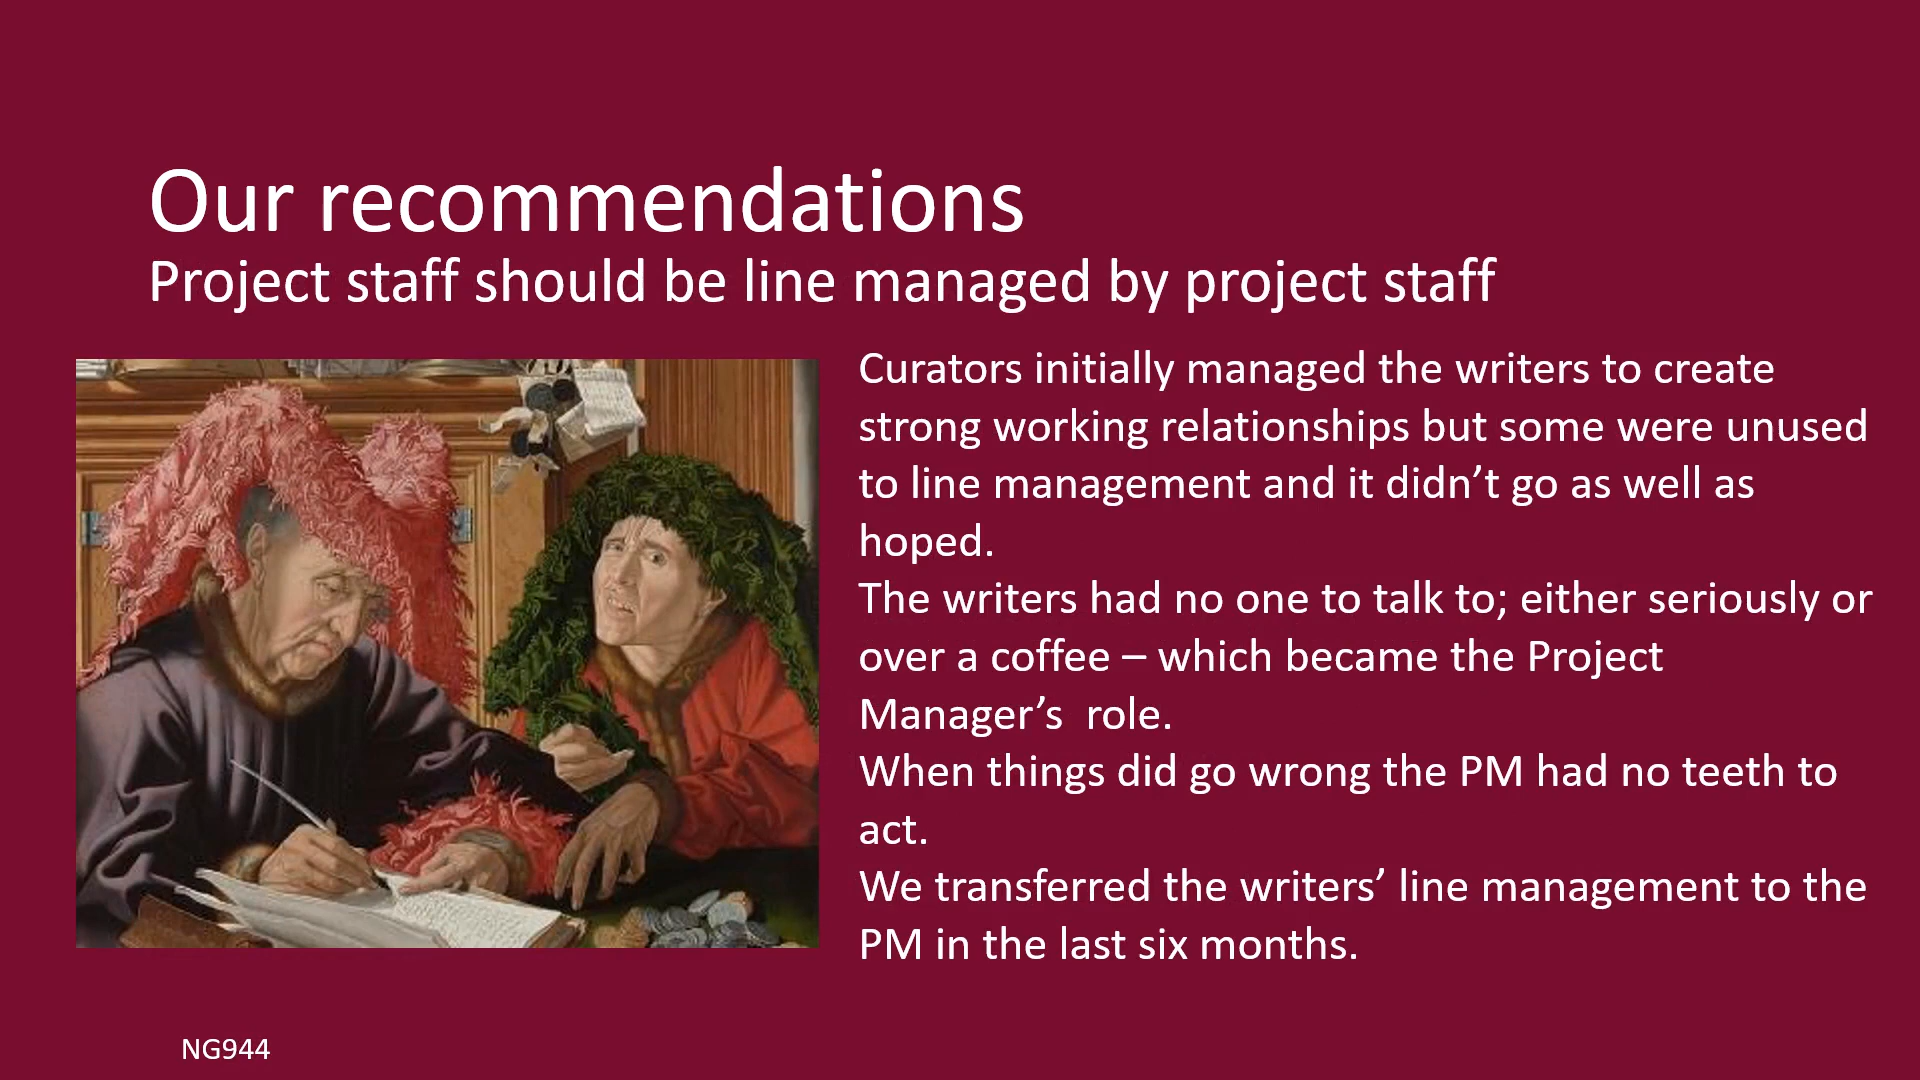 Our recommendations
Project staff should be line managed by project staff
Curators initially managed the writers to create
strong working relationships but some were unused
to line management and it didn’t go as well as
hoped.
The writers had no one to talk to; either seriously or
over a coffee – which became the Project
Manager’s  role.
When things did go wrong the PM had no teeth to
act.
We transferred the writers’ line management to the
PM in the last six months.
NG944